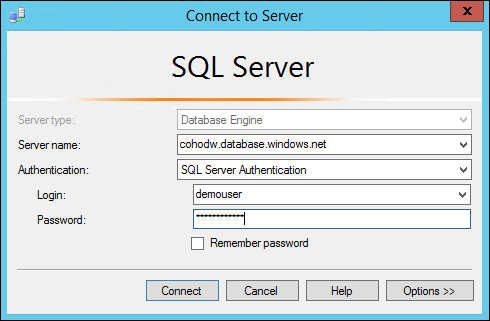 Connect to Server
x
SQL Server
Server type: Database Engine
Server name: cohodw.database.windows.net
Authentication: SQL Server Authentication
Login: demouser
Password: ************
Remember password
Connect Cancel Help Options >>